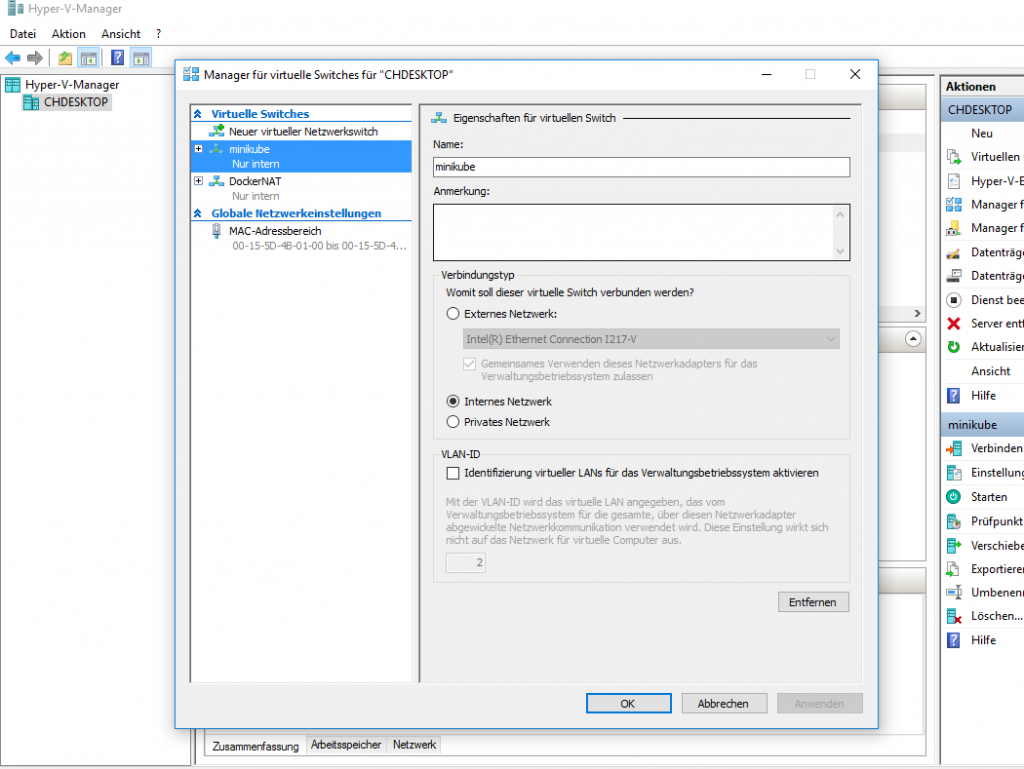 Hyper-V-Manager
Datei Aktion Ansicht ?
Hyper-V-Manager
CHDESKTOP
Manager für virtuelle Switches für "CHDESKTOP"
Virtuelle Switches
Neuer virtueller Netzwerkswitch
minikube
Nur intern
DockerNAT
Nur intern
Globale Netzwerkeinstellungen
MAC-Adressbereich
00-15-5D-4B-01-00 bis 00-15-5D-4...
Eigenschaften für virtuellen Switch
Name:
minikube
Anmerkung:
Verbindungstyp
Womit soll dieser virtuelle Switch verbunden werden?
Externes Netzwerk:
Intel(R) Ethernet Connection I217-V
Gemeinsames Verwenden dieses Netzwerkadapters für das
Verwaltungsbetriebssystem zulassen
Internes Netzwerk
Privates Netzwerk
VLAN-ID
Identifizierung virtueller LANs für das Verwaltungsbetriebssystem aktivieren
Mit der VLAN-ID wird das virtuelle LAN angegeben, das vom
Verwaltungsbetriebssystem für die gesamte, über diesen Netzwerkadapter
abgewickelte Netzwerkkommunikation verwendet wird. Diese Einstellung wirkt sich
nicht auf das Netzwerk für virtuelle Computer aus.
2
Entfernen
OK Abbrechen Anwenden
Zusammenfassung Arbeitsspeicher Netzwerk
Aktionen
CHDESKTOP
Neu
Virtuellen
Hyper-V-E
Manager f
Manager f
Datenträge
Datenträge
Dienst bee
Server entf
Aktualisier
Ansicht
Hilfe
minikube
Verbinden
Einstellung
Starten
Prüfpunkt
Verschiebe
Exportieren
Umbenenn
Löschen...
Hilfe